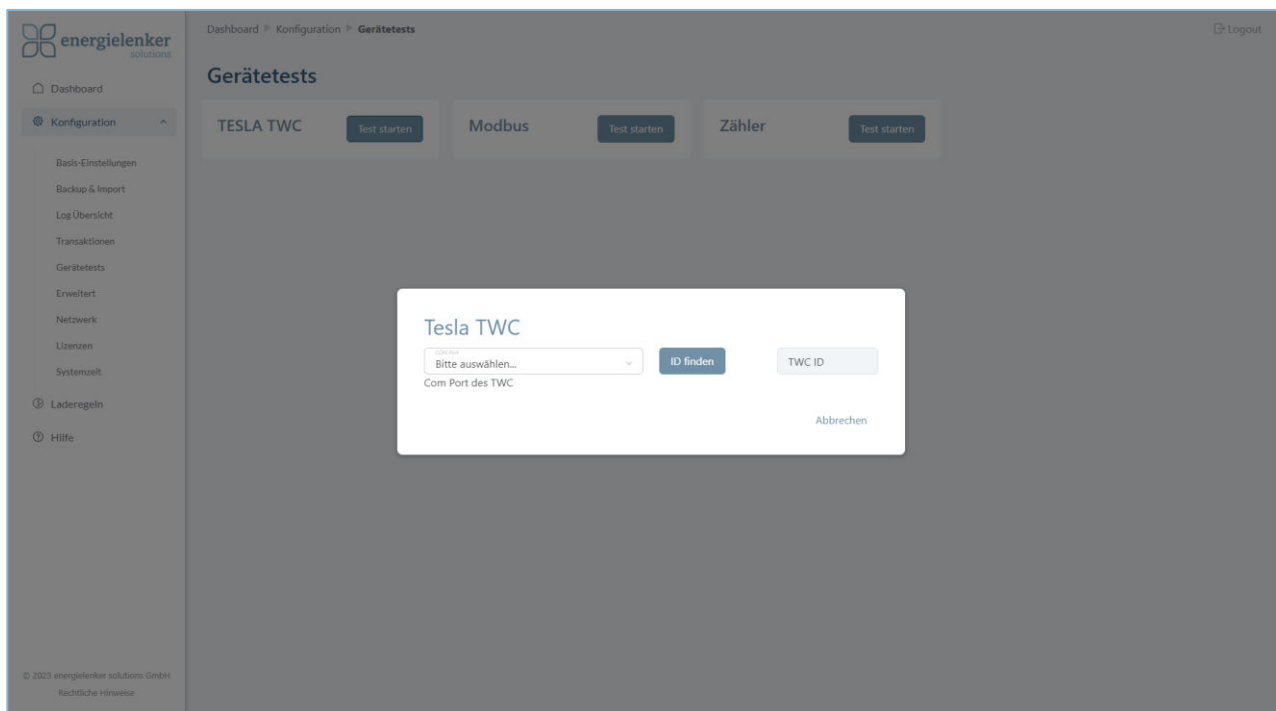 energielenker
solutions
Dashboard
Konfiguration
Basis-Einstellungen
Backup & Import
Log Übersicht
Transaktionen
Gerätetests
Erweitert
Netzwerk
Lizenzen
Systemzeit
Laderegeln
Hilfe
© 2023 energielenker solutions GmbH
Rechtliche Hinweise
Dashboard Konfiguration Gerätetests
Logout
Gerätetests
TESLA TWC Test starten Modbus Test starten Zähler Test starten
Tesla TWC
COM-Port
Bitte auswählen... ID finden TWC ID
Com Port des TWC
Abbrechen